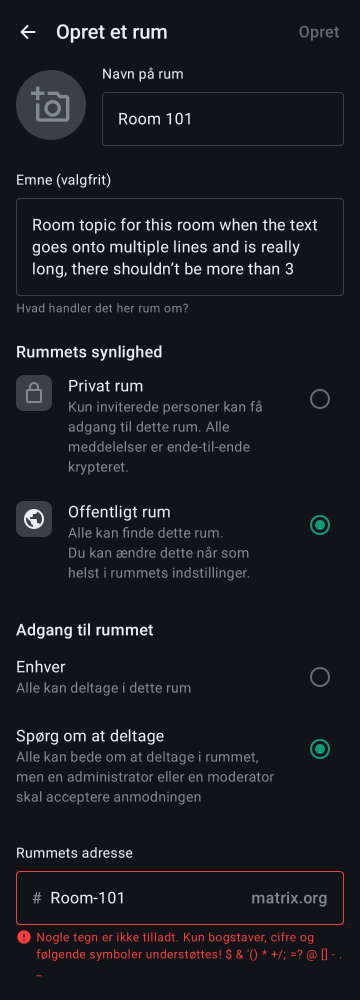 Opret et rum
Opret
Navn på rum
Room 101
Emne (valgfrit)
Room topic for this room when the text
goes onto multiple lines and is really
long, there shouldn’t be more than 3
Hvad handler det her rum om?
Rummets synlighed
Privat rum
Kun inviterede personer kan få
adgang til dette rum. Alle
meddelelser er ende-til-ende
krypteret.
Offentligt rum
Alle kan finde dette rum.
Du kan ændre dette når som
helst i rummets indstillinger.
Adgang til rummet
Enhver
Alle kan deltage i dette rum
Spørg om at deltage
Alle kan bede om at deltage i rummet,
men en administrator eller en moderator
skal acceptere anmodningen
Rummets adresse
# Room-101 matrix.org
Nogle tegn er ikke tilladt. Kun bogstaver, cifre og
følgende symboler understøttes! $ & '() * +/; =? @ [] - .
_